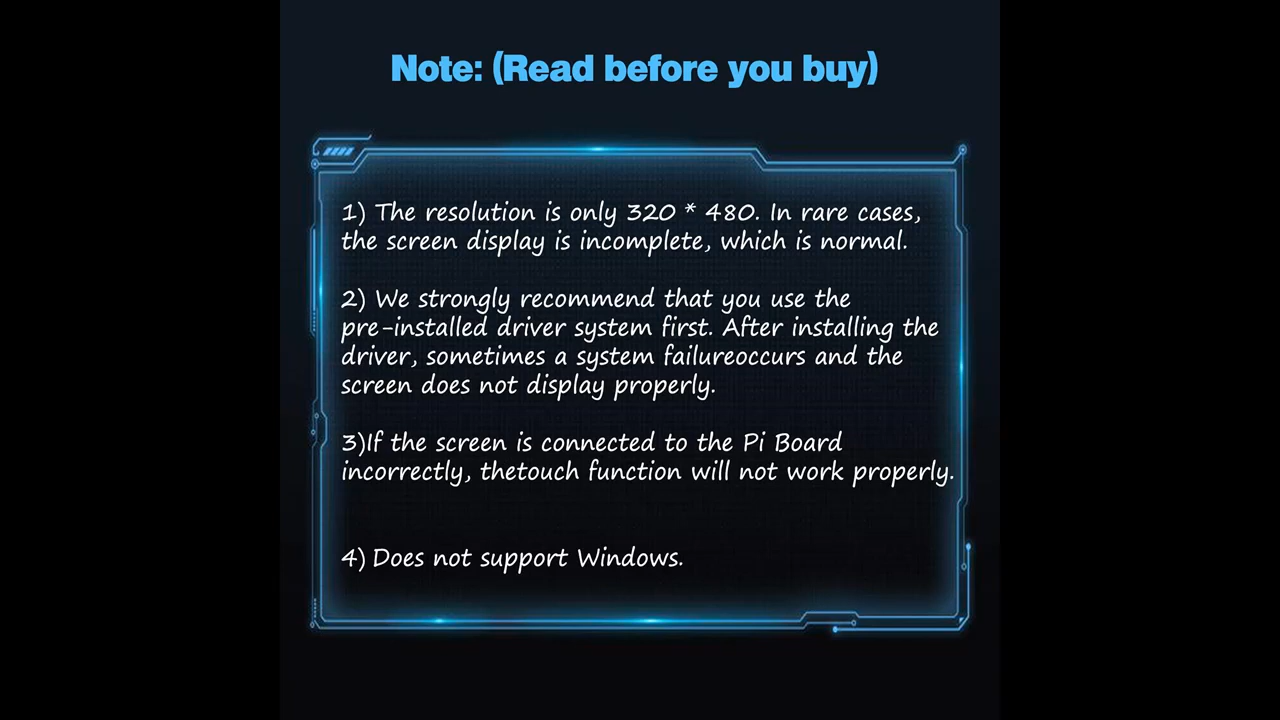 Note: (Read before you buy)
1) The resolution is only 320 * 480. In rare cases,
the screen display is incomplete, which is normal.
2) We strongly recommend that you use the
pre-installed driver system first. After installing the
driver, sometimes a system failureoccurs and the
screen does not display properly.
3)If the screen is connected to the Pi Board
incorrectly, thetouch function will not work properly.
4) Does not support Windows.